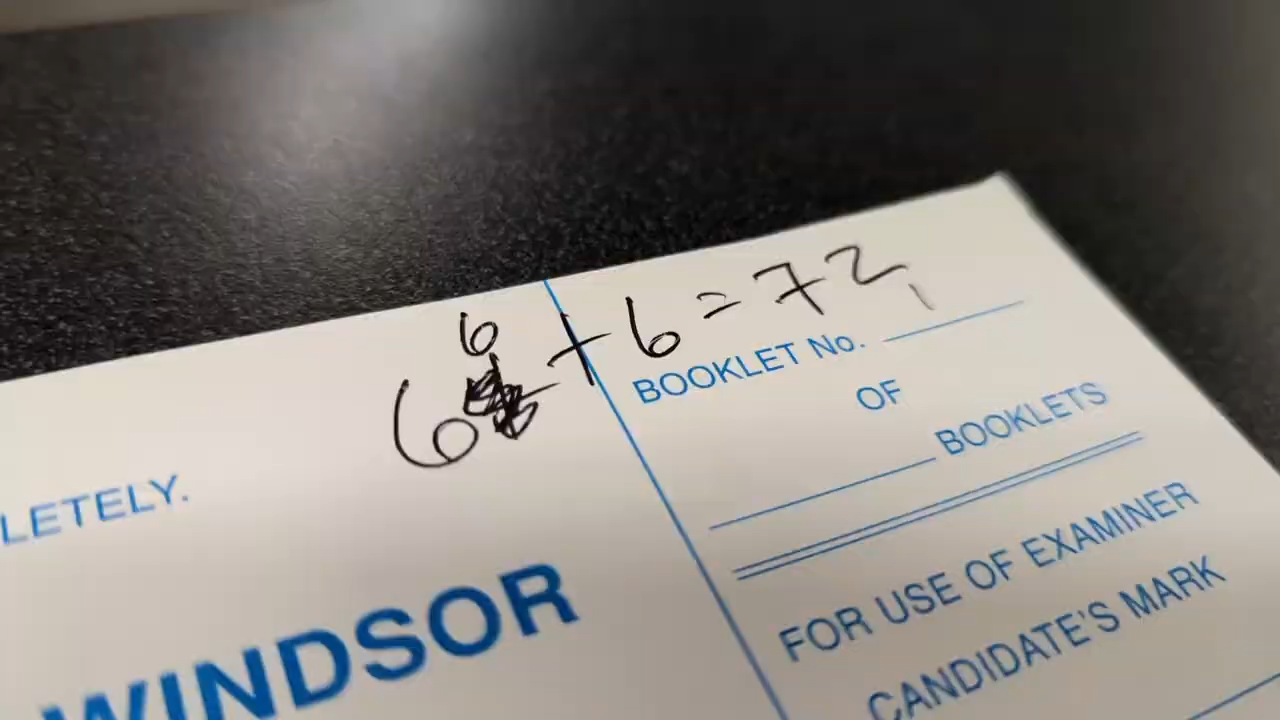 66 + 6 = 72
BOOKLET No.
OF
BOOKLETS
LETELY.
FOR USE OF EXAMINER
WINDSOR
CANDIDATE'S MARK